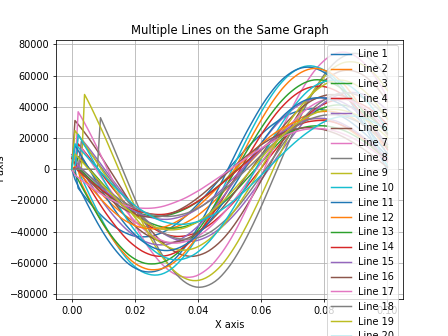 Multiple Lines on the Same Graph
80000
60000
40000
20000
0
−20000
−40000
−60000
−80000
0.00
0.02
0.04
0.06
X axis
Line 1
Line 2
Line 3
Line 4
Line 5
Line 6
Line 7
Line 8
Line 9
Line 10
Line 11
Line 12
Line 13
Line 14
Line 15
Line 16
Line 17
Line 18
Line 19